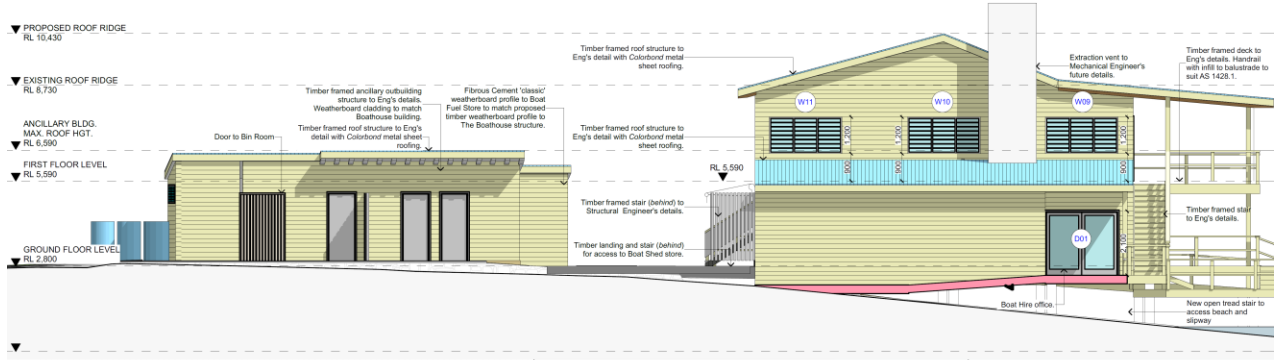 PROPOSED ROOF RIDGE
RL 10,430
EXISTING ROOF RIDGE
RL 8,730
ANCILLARY BLDG.
MAX. ROOF HGT.
RL 6,590
FIRST FLOOR LEVEL
RL 5,590
GROUND FLOOR LEVEL
RL 2,800
Door to Bin Room
Timber framed ancillary outbuilding
structure to Eng's details.
Weatherboard cladding to match
Boathouse building.
Timber framed roof structure to Eng's
detail with Colorbond metal sheet
roofing.
Fibrous Cement 'classic'
weatherboard profile to Boat
Fuel Store to match proposed
timber weatherboard profile to
The Boathouse structure.
Timber framed roof structure to
Eng's detail with Colorbond metal
sheet roofing.
Timber framed roof structure to
Eng's detail with Colorbond metal
sheet roofing.
RL 5,590
Timber framed stair (behind) to
Structural Engineer's details.
Timber landing and stair (behind)
for access to Boat Shed store.
W11
W10
W09
1,200
1,200
1,200
900
900
900
D01
2,100
Boat Hire office.
Extraction vent to
Mechanical Engineer's
future details.
Timber framed deck to
Eng's details. Handrail
with infill to balustrade to
suit AS 1428.1.
Timber framed stair
to Eng's details.
New open tread stair to
access beach and
slipway